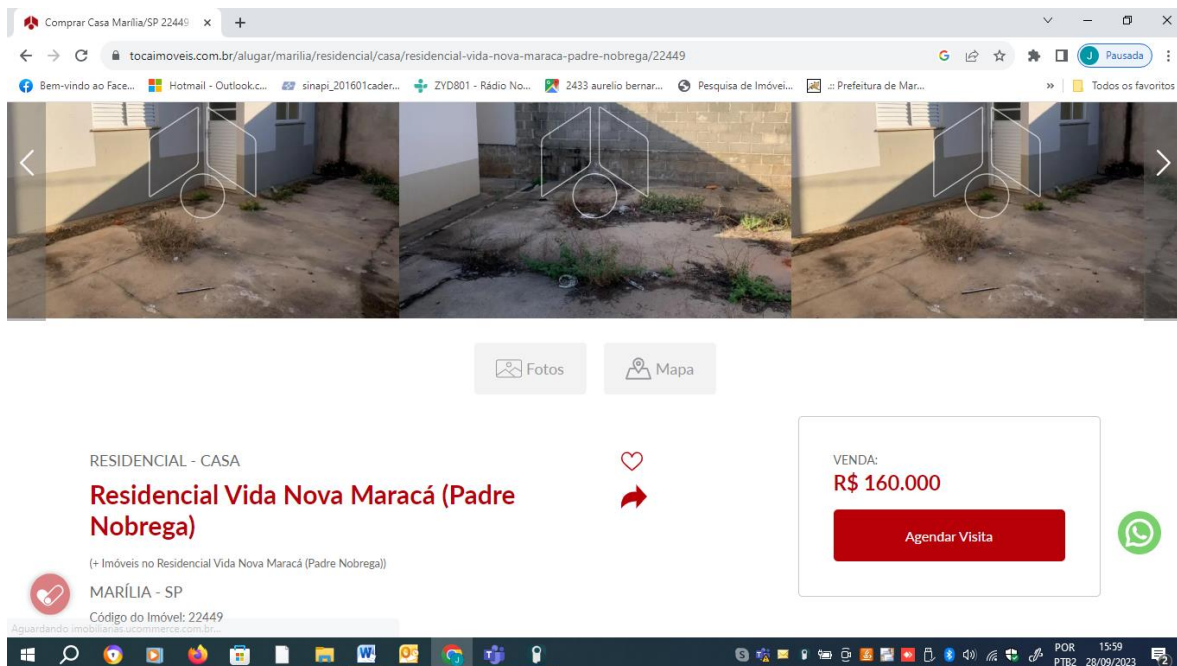 Comprar Casa Marília/SP 22449
tocaimoveis.com.br/alugar/marilia/residencial/casa/residencial-vida-nova-maraca-padre-nobrega/22449
Pausada
Bem-vindo ao Face...
Hotmail - Outlook.c...
sinapi_201601cader...
ZYD801 - Rádio No...
2433 aurelio bernar...
Pesquisa de Imóvei...
.:: Prefeitura de Mar...
Todos os favoritos
Fotos
Mapa
RESIDENCIAL - CASA
Residencial Vida Nova Maracá (Padre
Nobrega)
(+ Imóveis no Residencial Vida Nova Maracá (Padre Nobrega))
MARÍLIA - SP
Código do Imóvel: 22449
VENDA:
R$ 160.000
Agendar Visita
Aguardando imobiliarias.ucommerce.com.br...
POR
PTB2
15:59
28/09/2023